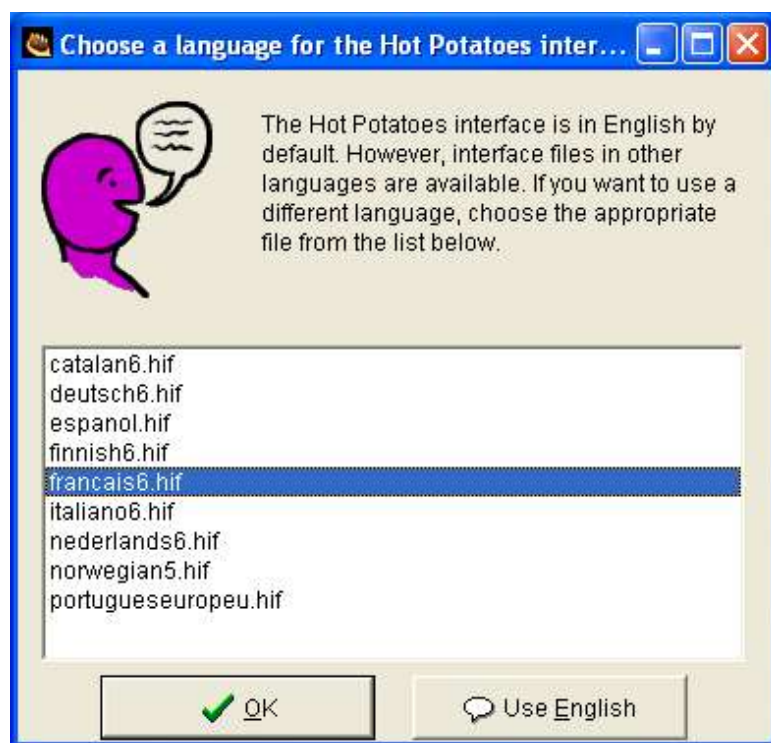 Choose a language for the Hot Potatoes inter...
The Hot Potatoes interface is in English by
default. However, interface files in other
languages are available. If you want to use a
different language, choose the appropriate
file from the list below.
catalan6.hif
deutsch6.hif
espanol.hif
finnish6.hif
francais6.hif
italiano6.hif
nederlands6.hif
norwegian5.hif
portugueseuropeu.hif
OK
Use English